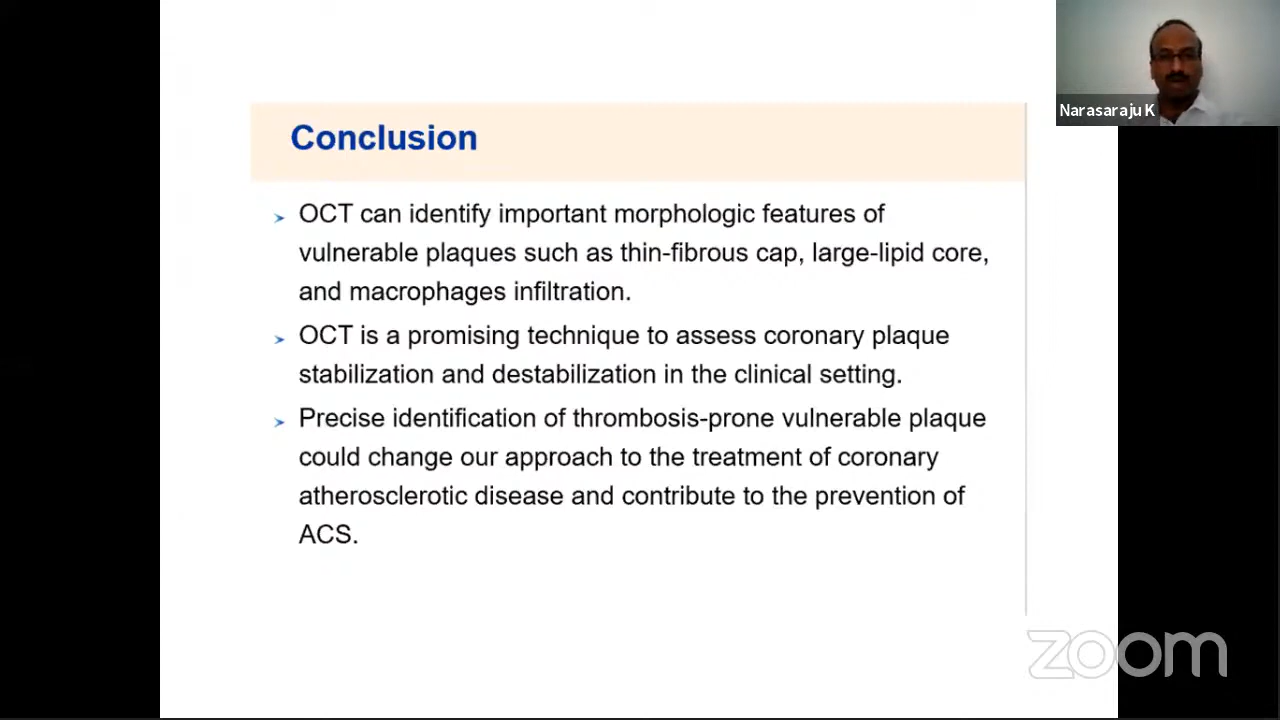 Conclusion
OCT can identify important morphologic features of
vulnerable plaques such as thin-fibrous cap, large-lipid core,
and macrophages infiltration.
OCT is a promising technique to assess coronary plaque
stabilization and destabilization in the clinical setting.
Precise identification of thrombosis-prone vulnerable plaque
could change our approach to the treatment of coronary
atherosclerotic disease and contribute to the prevention of
ACS.
Narasaraju K
zoom